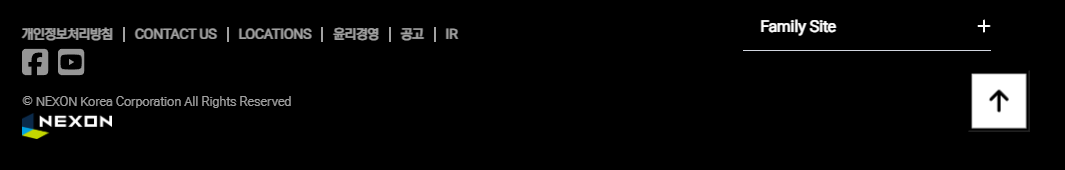 개인정보처리방침 | CONTACT US | LOCATIONS | 윤리경영 | 공고 | IR
Family Site +
© NEXON Korea Corporation All Rights Reserved
NEXON